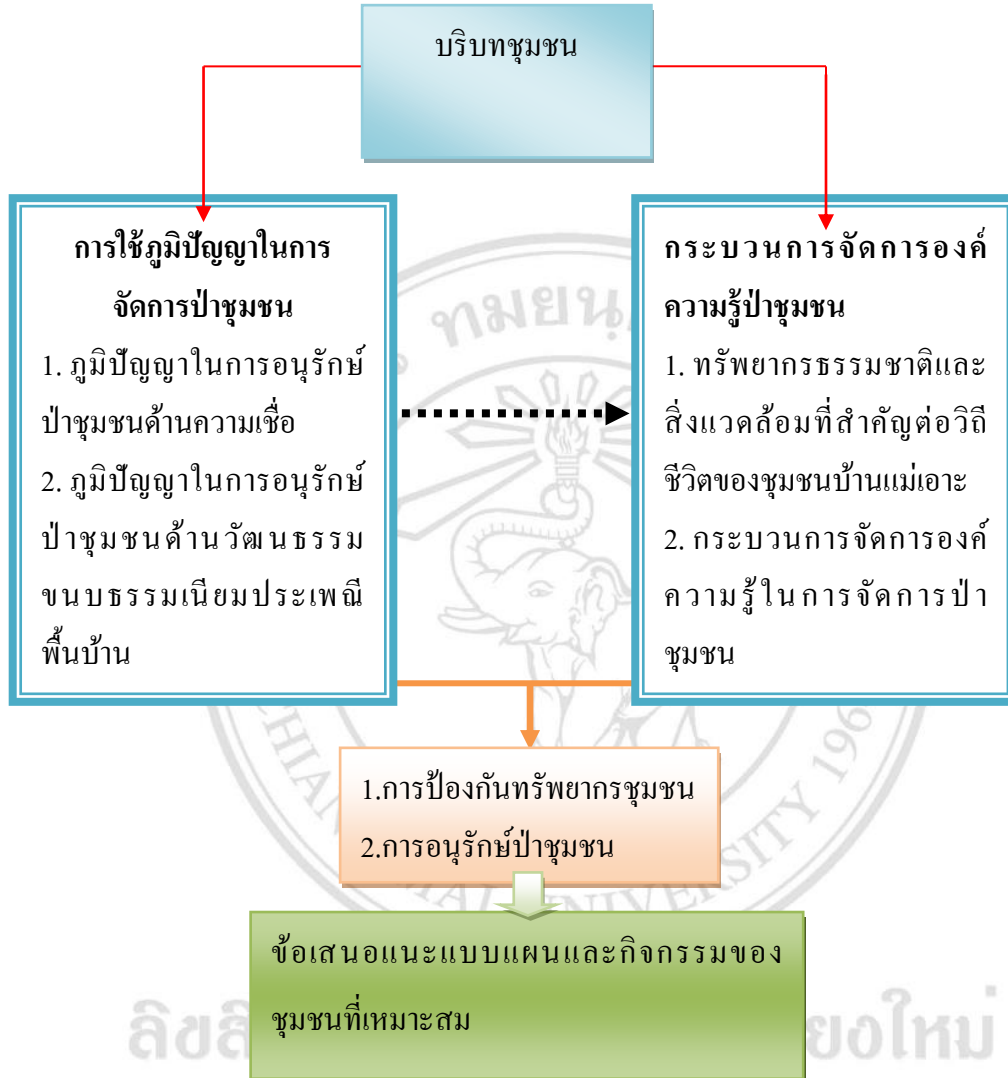 บริบทชุมชน
การใช้ภูมิปัญญาในการ
จัดการป่าชุมชน
1. ภูมิปัญญาในการอนุรักษ์
ป่าชุมชนด้านความเชื่อ
2. ภูมิปัญญาในการอนุรักษ์
ป่าชุมชนด้านวัฒนธรรม
ขนบธรรมเนียมประเพณี
พื้นบ้าน
กระบวนการจัดการองค์
ความรู้ป่าชุมชน
1. ทรัพยากรธรรมชาติและ
สิ่งแวดล้อมที่สำคัญต่อวิถี
ชีวิตของชุมชนบ้านแม่เอาะ
2. กระบวนการจัดการองค์
ความรู้ในการจัดการป่า
ชุมชน
1.การป้องกันทรัพยากรชุมชน
2.การอนุรักษ์ป่าชุมชน
ข้อเสนอแนะแบบแผนและกิจกรรมของ
ชุมชนที่เหมาะสม